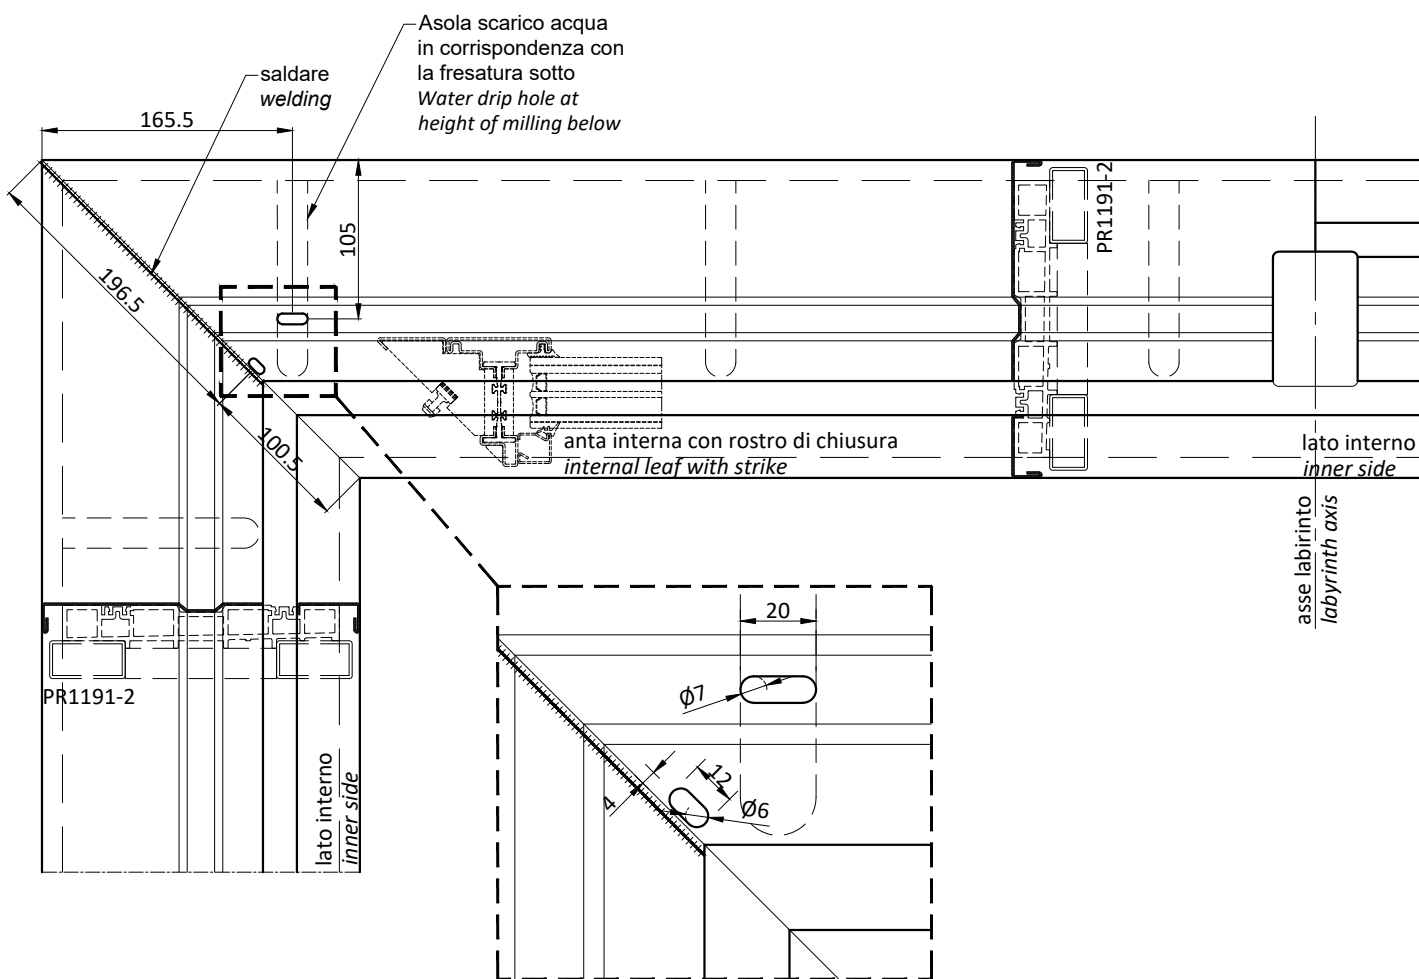 Asola scarico acqua
in corrispondenza con
la fresatura sotto
Water drip hole at
height of milling below
saldare
welding
165.5
105
PR1191-2
196.5
100.5
anta interna con rostro di chiusura
internal leaf with strike
lato interno
inner side
asse labirinto
labyrinth axis
PR1191-2
lato interno
inner side
20
Ø7
12
4
Ø6